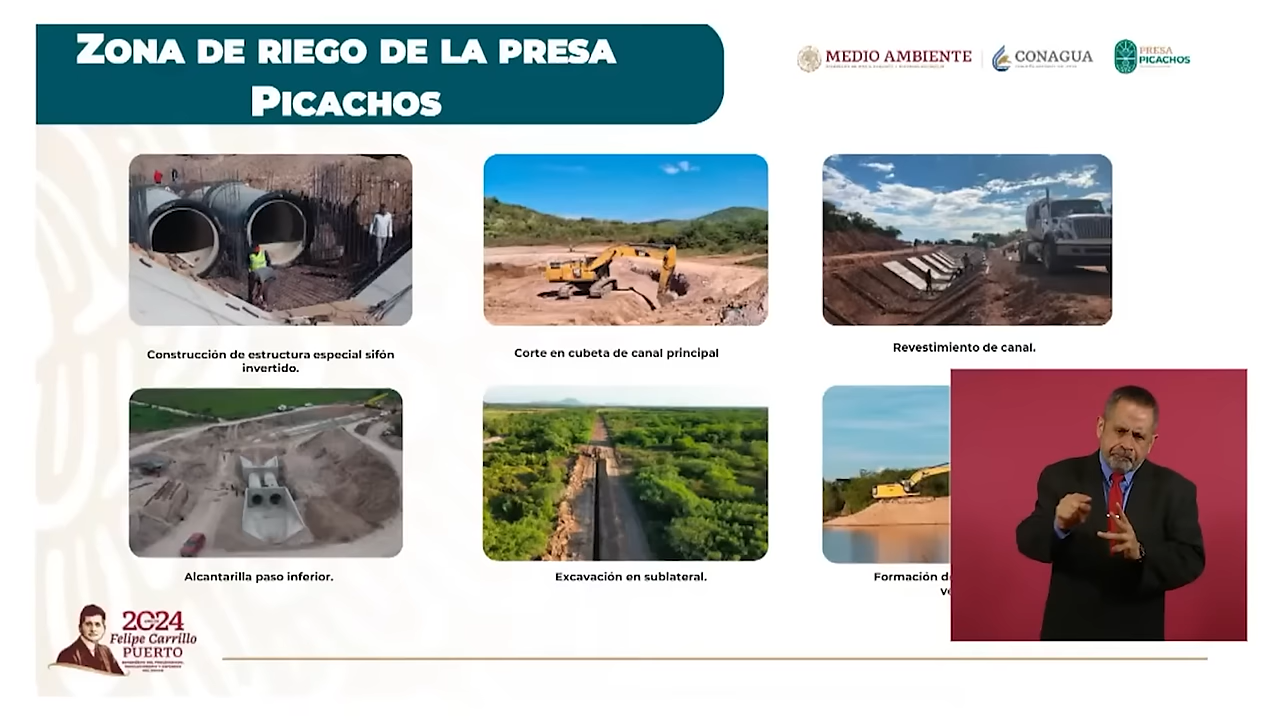 ZONA DE RIEGO DE LA PRESA
PICACHOS
MEDIO AMBIENTE
CONAGUA
PRESA
PICACHOS
Construcción de estructura especial sifón
invertido.
Corte en cubeta de canal principal
Revestimiento de canal.
Alcantarilla paso inferior.
Excavación en sublateral.
Formación d
2024
Felipe Carrillo
PUERTO